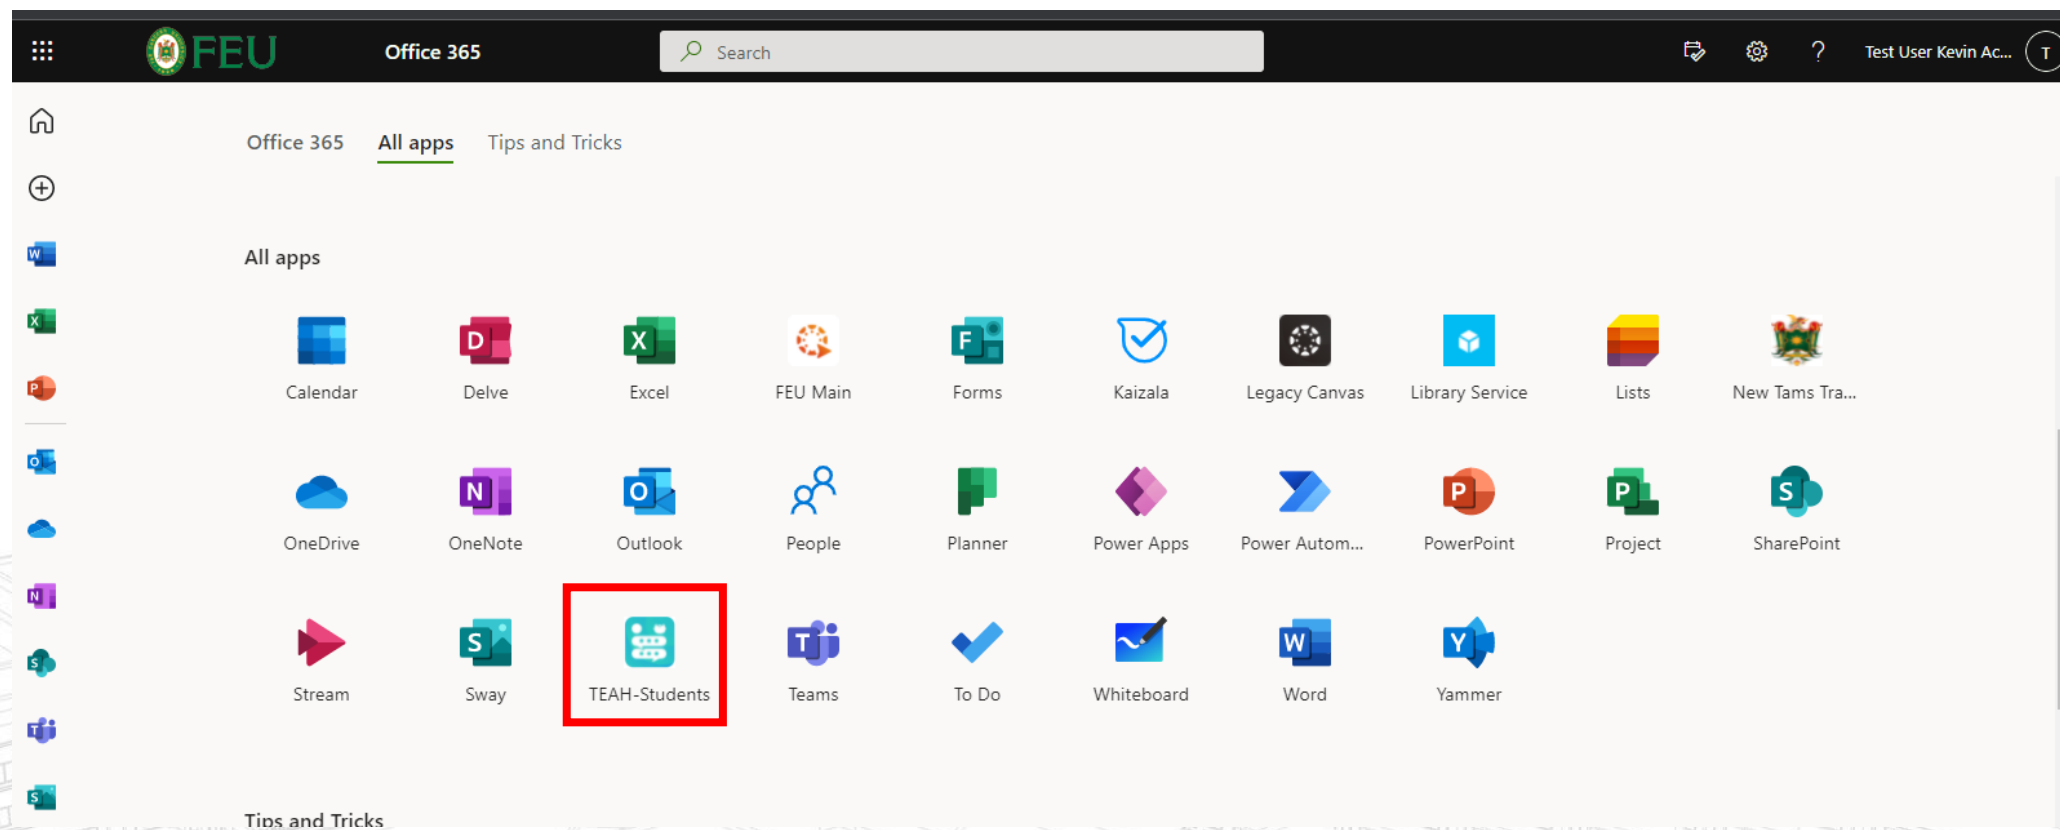 FEU Office 365 Search Test User Kevin Ac... T
Office 365 All apps Tips and Tricks
All apps
Calendar Delve Excel FEU Main Forms Kaizala Legacy Canvas Library Service Lists New Tams Tra...
OneDrive OneNote Outlook People Planner Power Apps Power Autom... PowerPoint Project SharePoint
Stream Sway TEAH-Students Teams To Do Whiteboard Word Yammer
Tips and Tricks